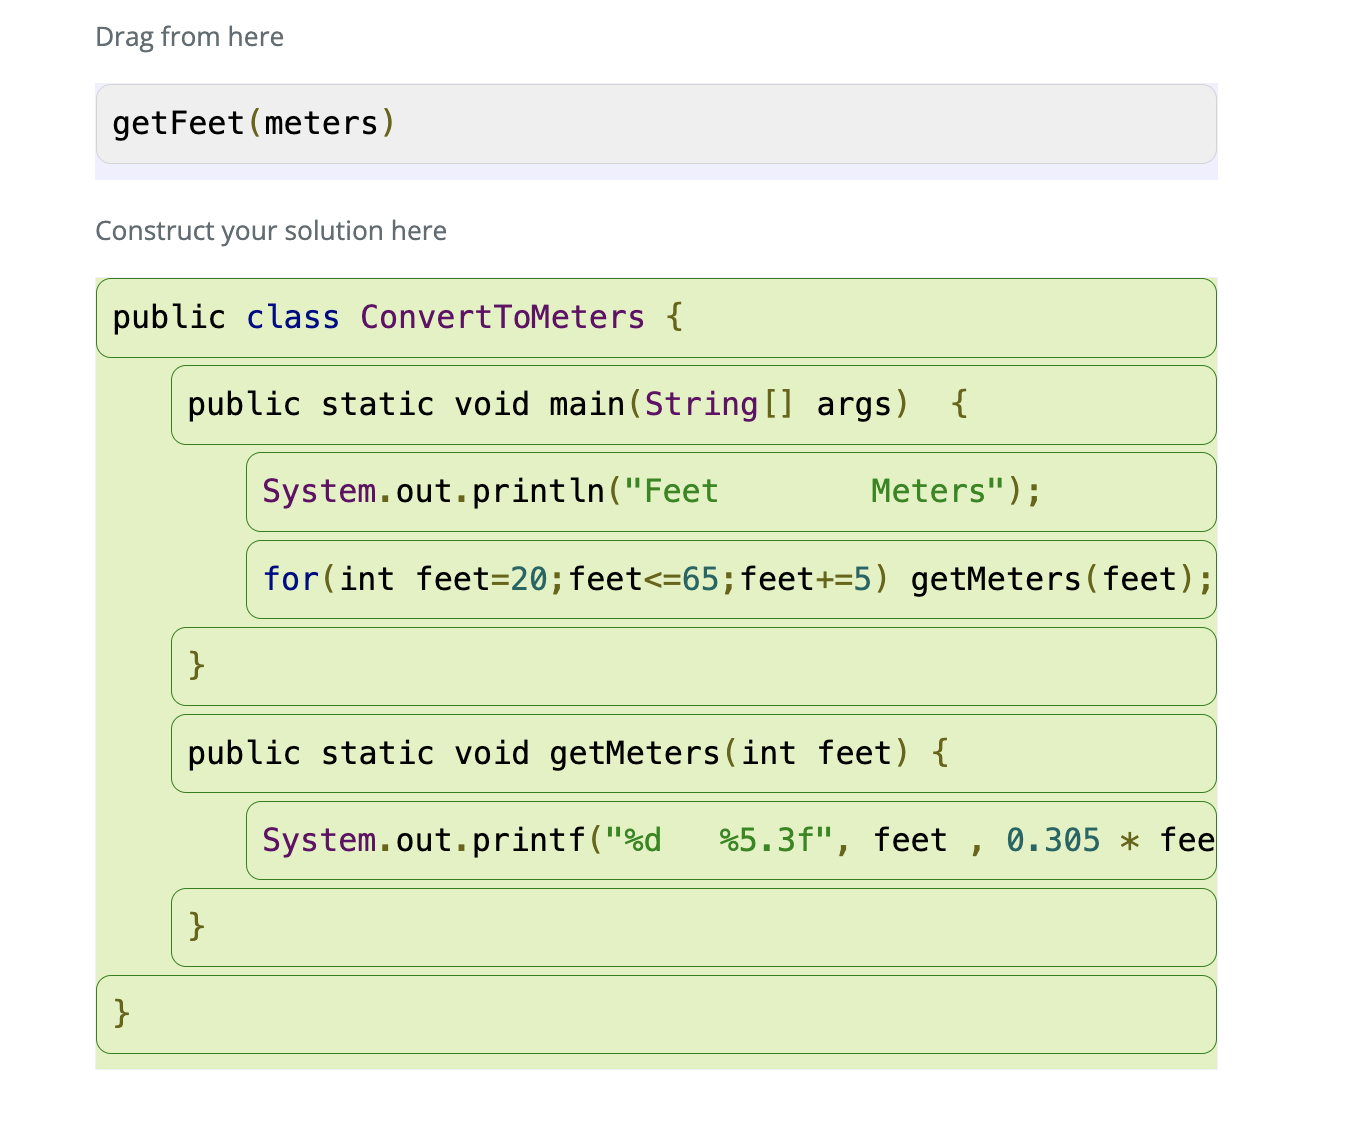 Drag from here
getFeet(meters)
Construct your solution here
public class ConvertToMeters {
public static void main(String[] args)  {
System.out.println("Feet        Meters");
for(int feet=20;feet<=65;feet+=5) getMeters(feet);
}
public static void getMeters(int feet) {
System.out.printf("%d   %5.3f", feet , 0.305 * fee
}
}